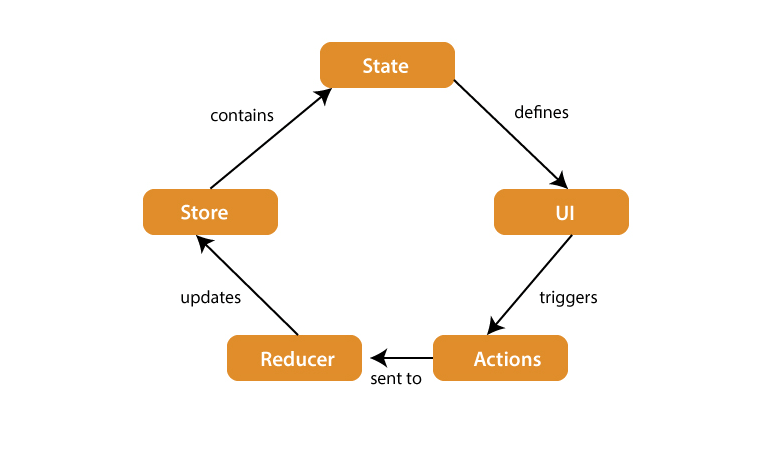 State
contains
defines
Store
UI
updates
triggers
Reducer
Actions
sent to